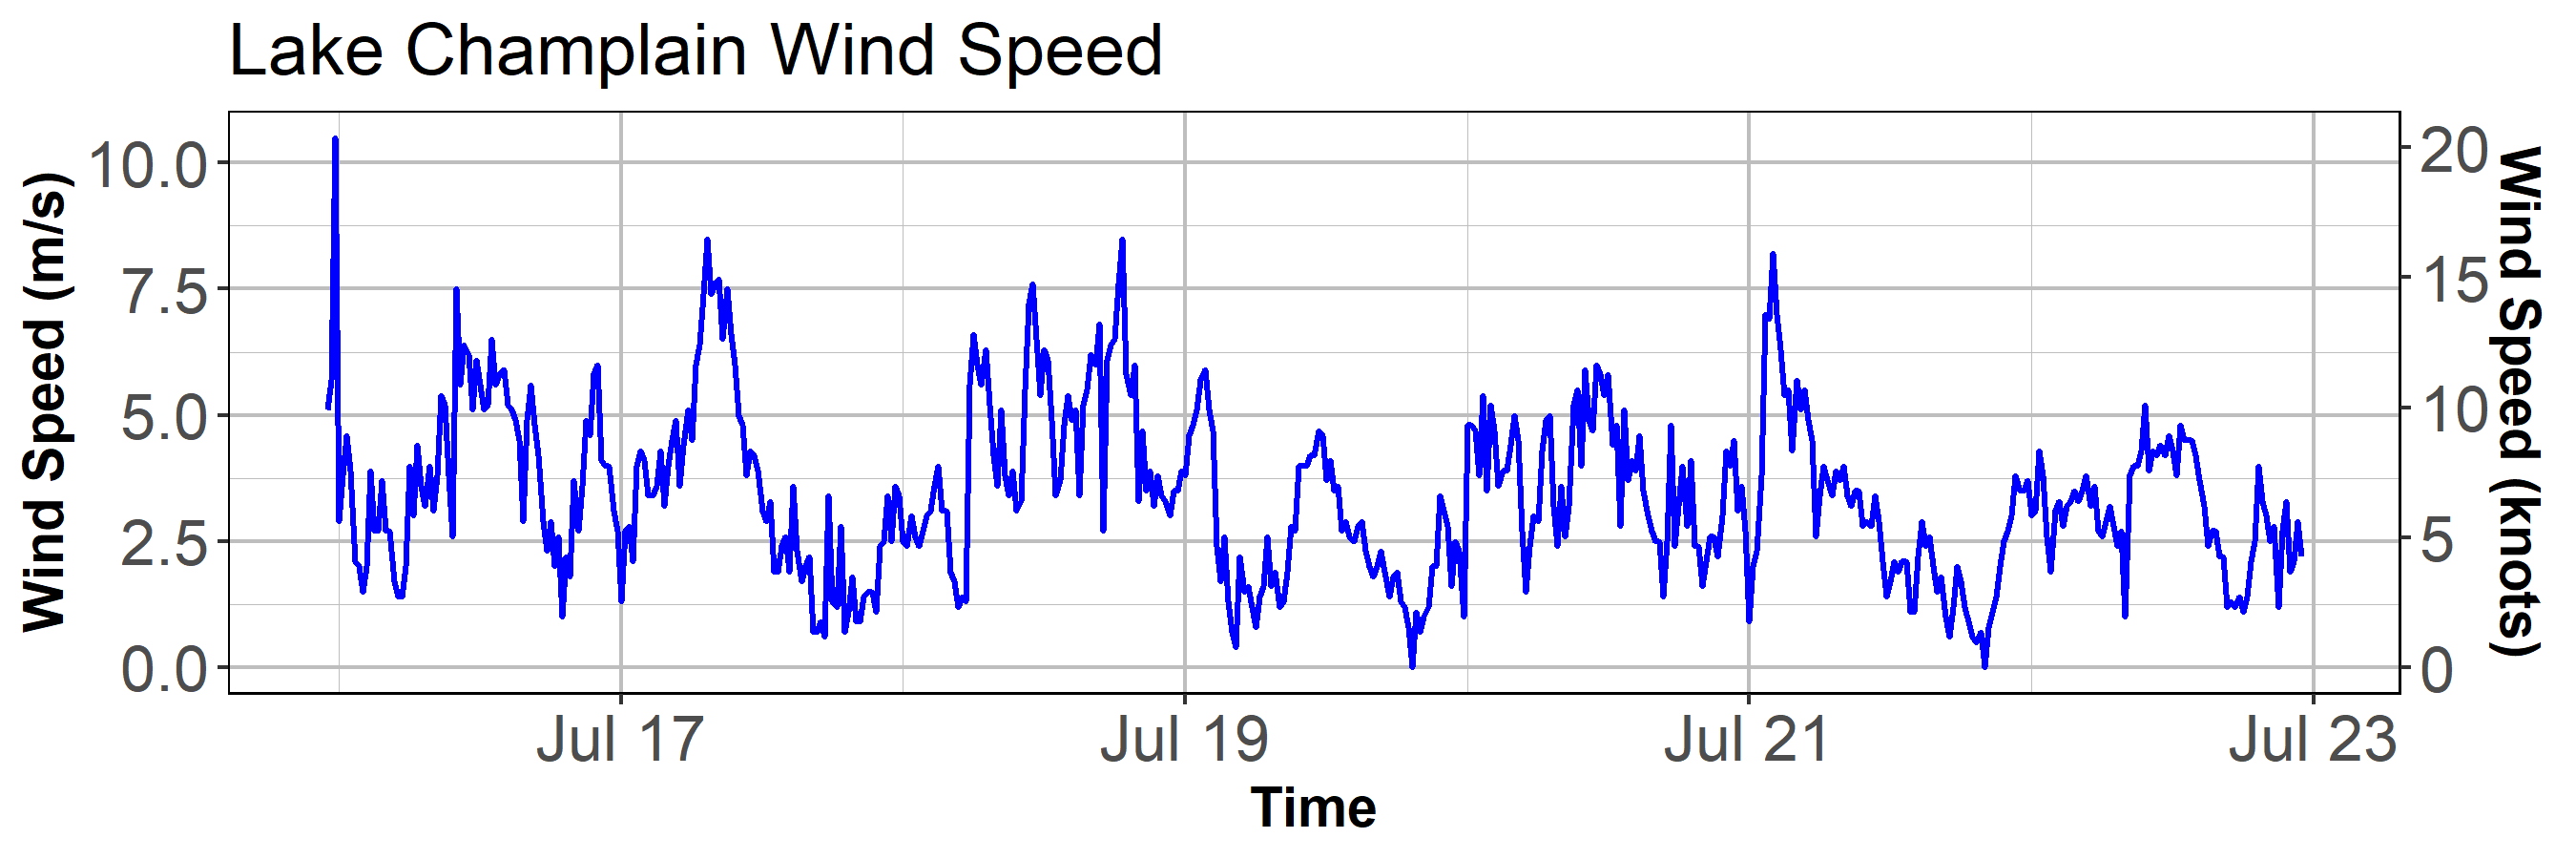 Lake Champlain Wind Speed
Wind Speed (m/s)
10.0
7.5
5.0
2.5
0.0
20
15
10
5
0
Wind Speed (knots)
Jul 17
Jul 19
Jul 21
Jul 23
Time